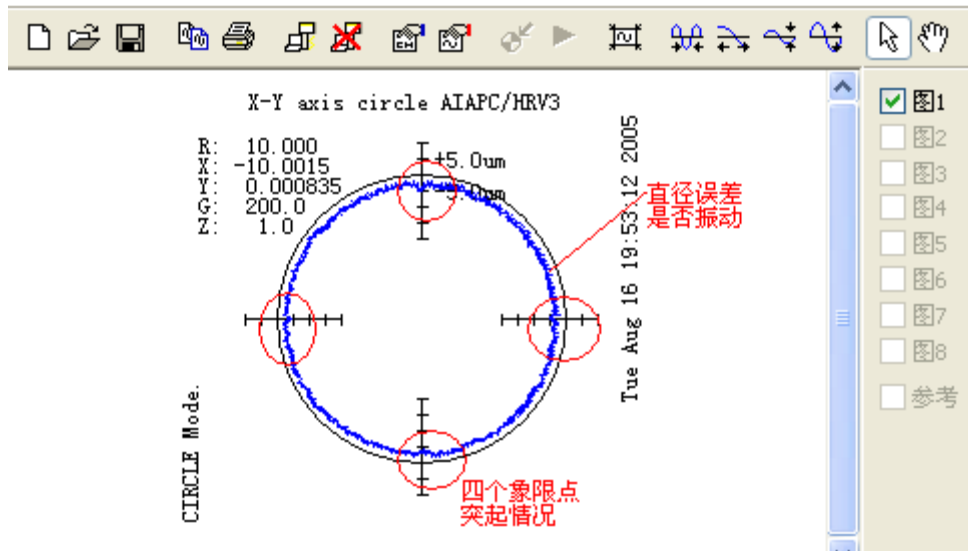 X-Y axis circle AIAPC/HRV3
R: 10.000
X: -10.0015
Y: 0.000835
G: 200.0
Z: 1.0
+5.0um
-5.0um
Tue Aug 16 19:53:12 2005
直径误差
是否振动
CIRCLE Mode.
四个象限点
突起情况
图1
图2
图3
图4
图5
图6
图7
图8
参考